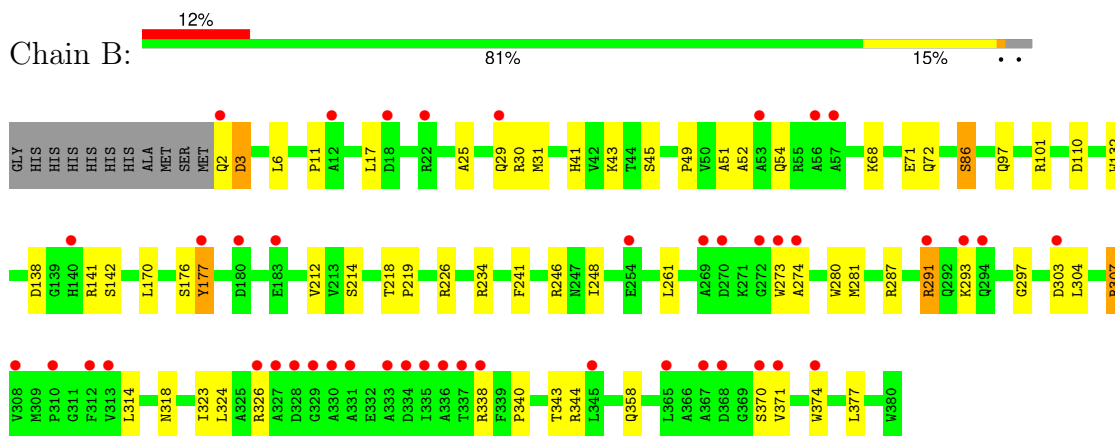 Chain B:
12%
81%
15%
GLY HIS HIS HIS HIS HIS HIS HIS ALA MET SER MET Q2 D3 L6 P11 A12 L17 D18 R22 A25 Q29 R30 M31 H41 V42 K43 T44 S45 P49 V50 A51 A52 A53 Q54 R55 A56 A57 K68 E71 Q72 S86 Q97 R101 D110 W132
D138 G139 H140 R141 S142 L170 S176 Y177 D180 E183 V212 V213 S214 T218 P219 R226 R234 F241 R246 N247 I248 E254 L261 A269 D270 K271 G272 W273 A274 W280 M281 R287 R291 Q292 K293 Q294 G297 D303 L304 R307
V308 M309 P310 G311 F312 V313 L314 N318 I323 L324 A325 R326 A327 D328 G329 A330 A331 E332 A333 D334 I335 A336 T337 R338 F339 P340 T343 R344 L345 Q358 L365 A366 A367 D368 G369 S370 V371 W374 L377 W380